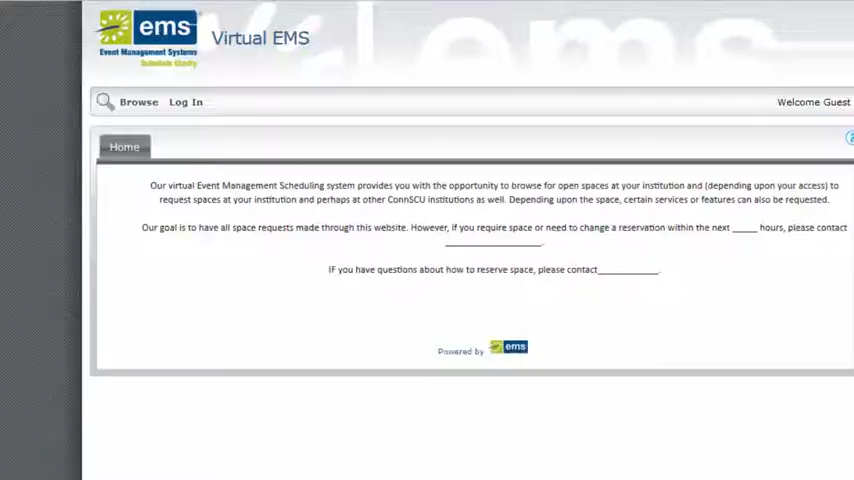 ems
Event Management Systems
Schedule Clarity
Virtual EMS
Browse Log In
Welcome Guest
Home
Our virtual Event Management Scheduling system provides you with the opportunity to browse for open spaces at your institution and (depending upon your access) to
request spaces at your institution and perhaps at other ConnSCU institutions as well. Depending upon the space, certain services or features can also be requested.
Our goal is to have all space requests made through this website. However, if you require space or need to change a reservation within the next _____ hours, please contact
___________________.
IF you have questions about how to reserve space, please contact____________.
Powered by ems